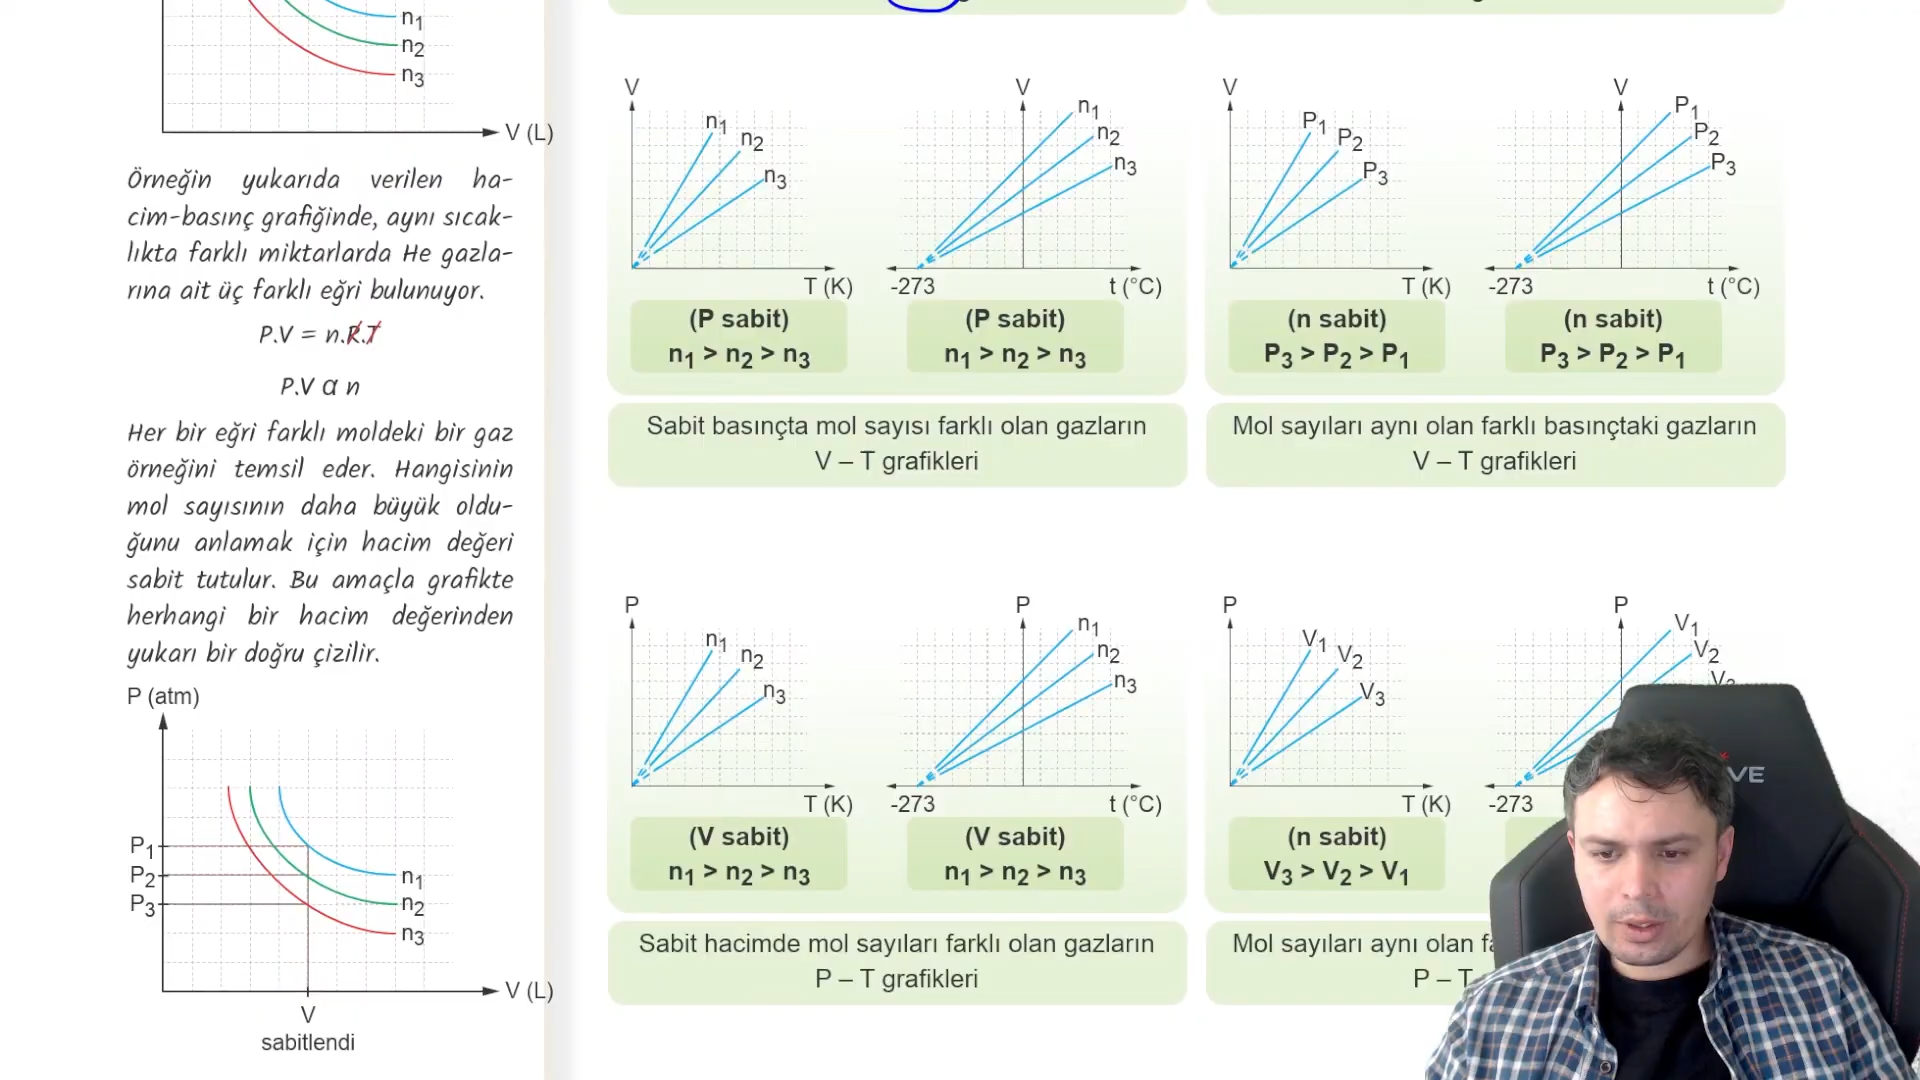 n1
n2
n3
V (L)
Örneğin yukarıda verilen ha-
cim-basınç grafiğinde, aynı sıcak-
lıkta farklı miktarlarda He gazla-
rına ait üç farklı eğri bulunuyor.
P.V = n.R.T
P.V α n
Her bir eğri farklı moldeki bir gaz
örneğini temsil eder. Hangisinin
mol sayısının daha büyük oldu-
ğunu anlamak için hacim değeri
sabit tutulur. Bu amaçla grafikte
herhangi bir hacim değerinden
yukarı bir doğru çizilir.
P (atm)
P1
P2
P3
n1
n2
n3
V (L)
V
sabitlendi
V
n1
n2
n3
T (K)
(P sabit)
n1 > n2 > n3
V
n1
n2
n3
-273
t (°C)
(P sabit)
n1 > n2 > n3
Sabit basınçta mol sayısı farklı olan gazların
V – T grafikleri
V
P1
P2
P3
T (K)
(n sabit)
P3 > P2 > P1
V
P1
P2
P3
-273
t (°C)
(n sabit)
P3 > P2 > P1
Mol sayıları aynı olan farklı basınçtaki gazların
V – T grafikleri
P
n1
n2
n3
T (K)
(V sabit)
n1 > n2 > n3
P
n1
n2
n3
-273
t (°C)
(V sabit)
n1 > n2 > n3
Sabit hacimde mol sayıları farklı olan gazların
P – T grafikleri
P
V1
V2
V3
T (K)
(n sabit)
V3 > V2 > V1
P
V1
V2
-273
Mol sayıları aynı olan
P – T
VE